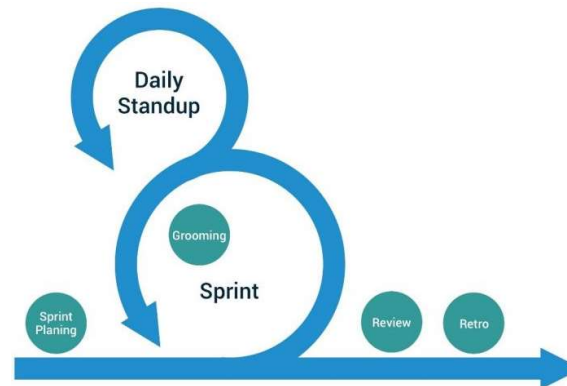 Daily
Standup
Grooming
Sprint
Sprint
Planing
Review
Retro